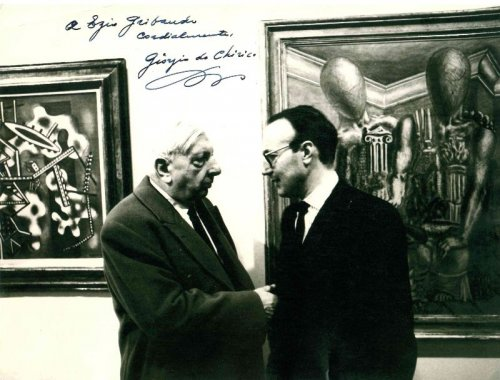 A Ezio Gribaudo
cordialmente,
Giorgio de Chirico